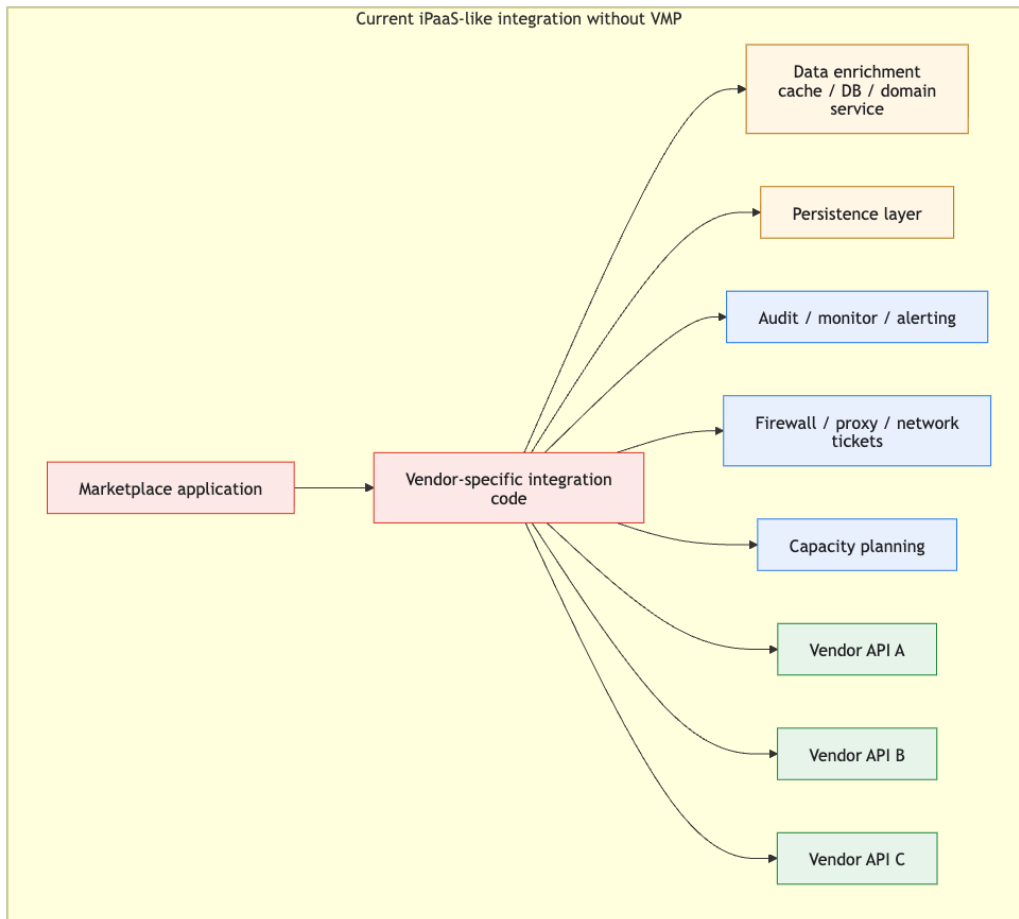 Current iPaaS-like integration without VMP
Data enrichment
cache / DB / domain
service
Persistence layer
Audit / monitor / alerting
Firewall / proxy / network
tickets
Marketplace application
Vendor-specific integration
code
Capacity planning
Vendor API A
Vendor API B
Vendor API C